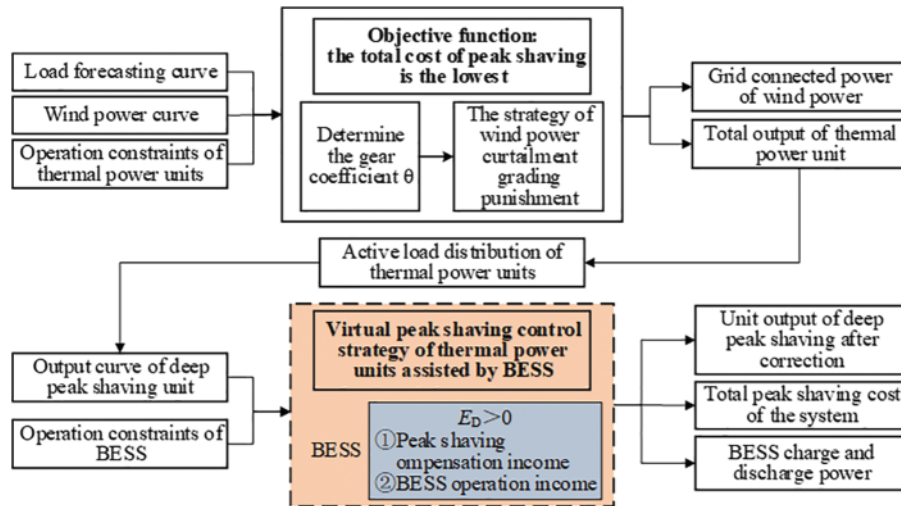 Objective function:
the total cost of peak shaving
is the lowest
Load forecasting curve
Wind power curve
Operation constraints of
thermal power units
Determine
the gear
coefficient θ
The strategy of
wind power
curtailment
grading
punishment
Grid connected power
of wind power
Total output of thermal
power unit
Active load distribution of
thermal power units
Output curve of deep
peak shaving unit
Operation constraints of
BESS
Virtual peak shaving control
strategy of thermal power
units assisted by BESS
BESS
E_D＞0
①Peak shaving
ompensation income
②BESS operation income
Unit output of deep
peak shaving after
correction
Total peak shaving cost
of the system
BESS charge and
discharge power